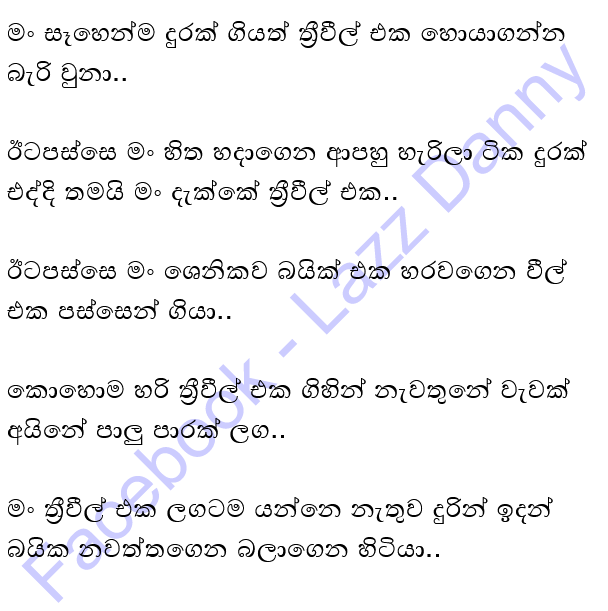 මං සෑහෙන්ම දුරක් ගියත් ත්‍රීවීල් එක හොයාගන්න
බැරි වුනා..
ඊටපස්සෙ මං හිත හදාගෙන ආපහු හැරිලා ටික දුරක්
එද්දි තමයි මං දැක්කේ ත්‍රීවීල් එක..
ඊටපස්සෙ මං ශෙනිකව බයික් එක හරවගෙන වීල්
එක පස්සෙන් ගියා..
කොහොම හරි ත්‍රීවීල් එක ගිහින් නැවතුනේ වැවක්
අයිනේ පාලු පාරක් ලග..
මං ත්‍රීවීල් එක ලගටම යන්නෙ නැතුව දුරින් ඉදන්
බයික නවත්තගෙන බලාගෙන හිටියා..
Facebook - Lazz Danny